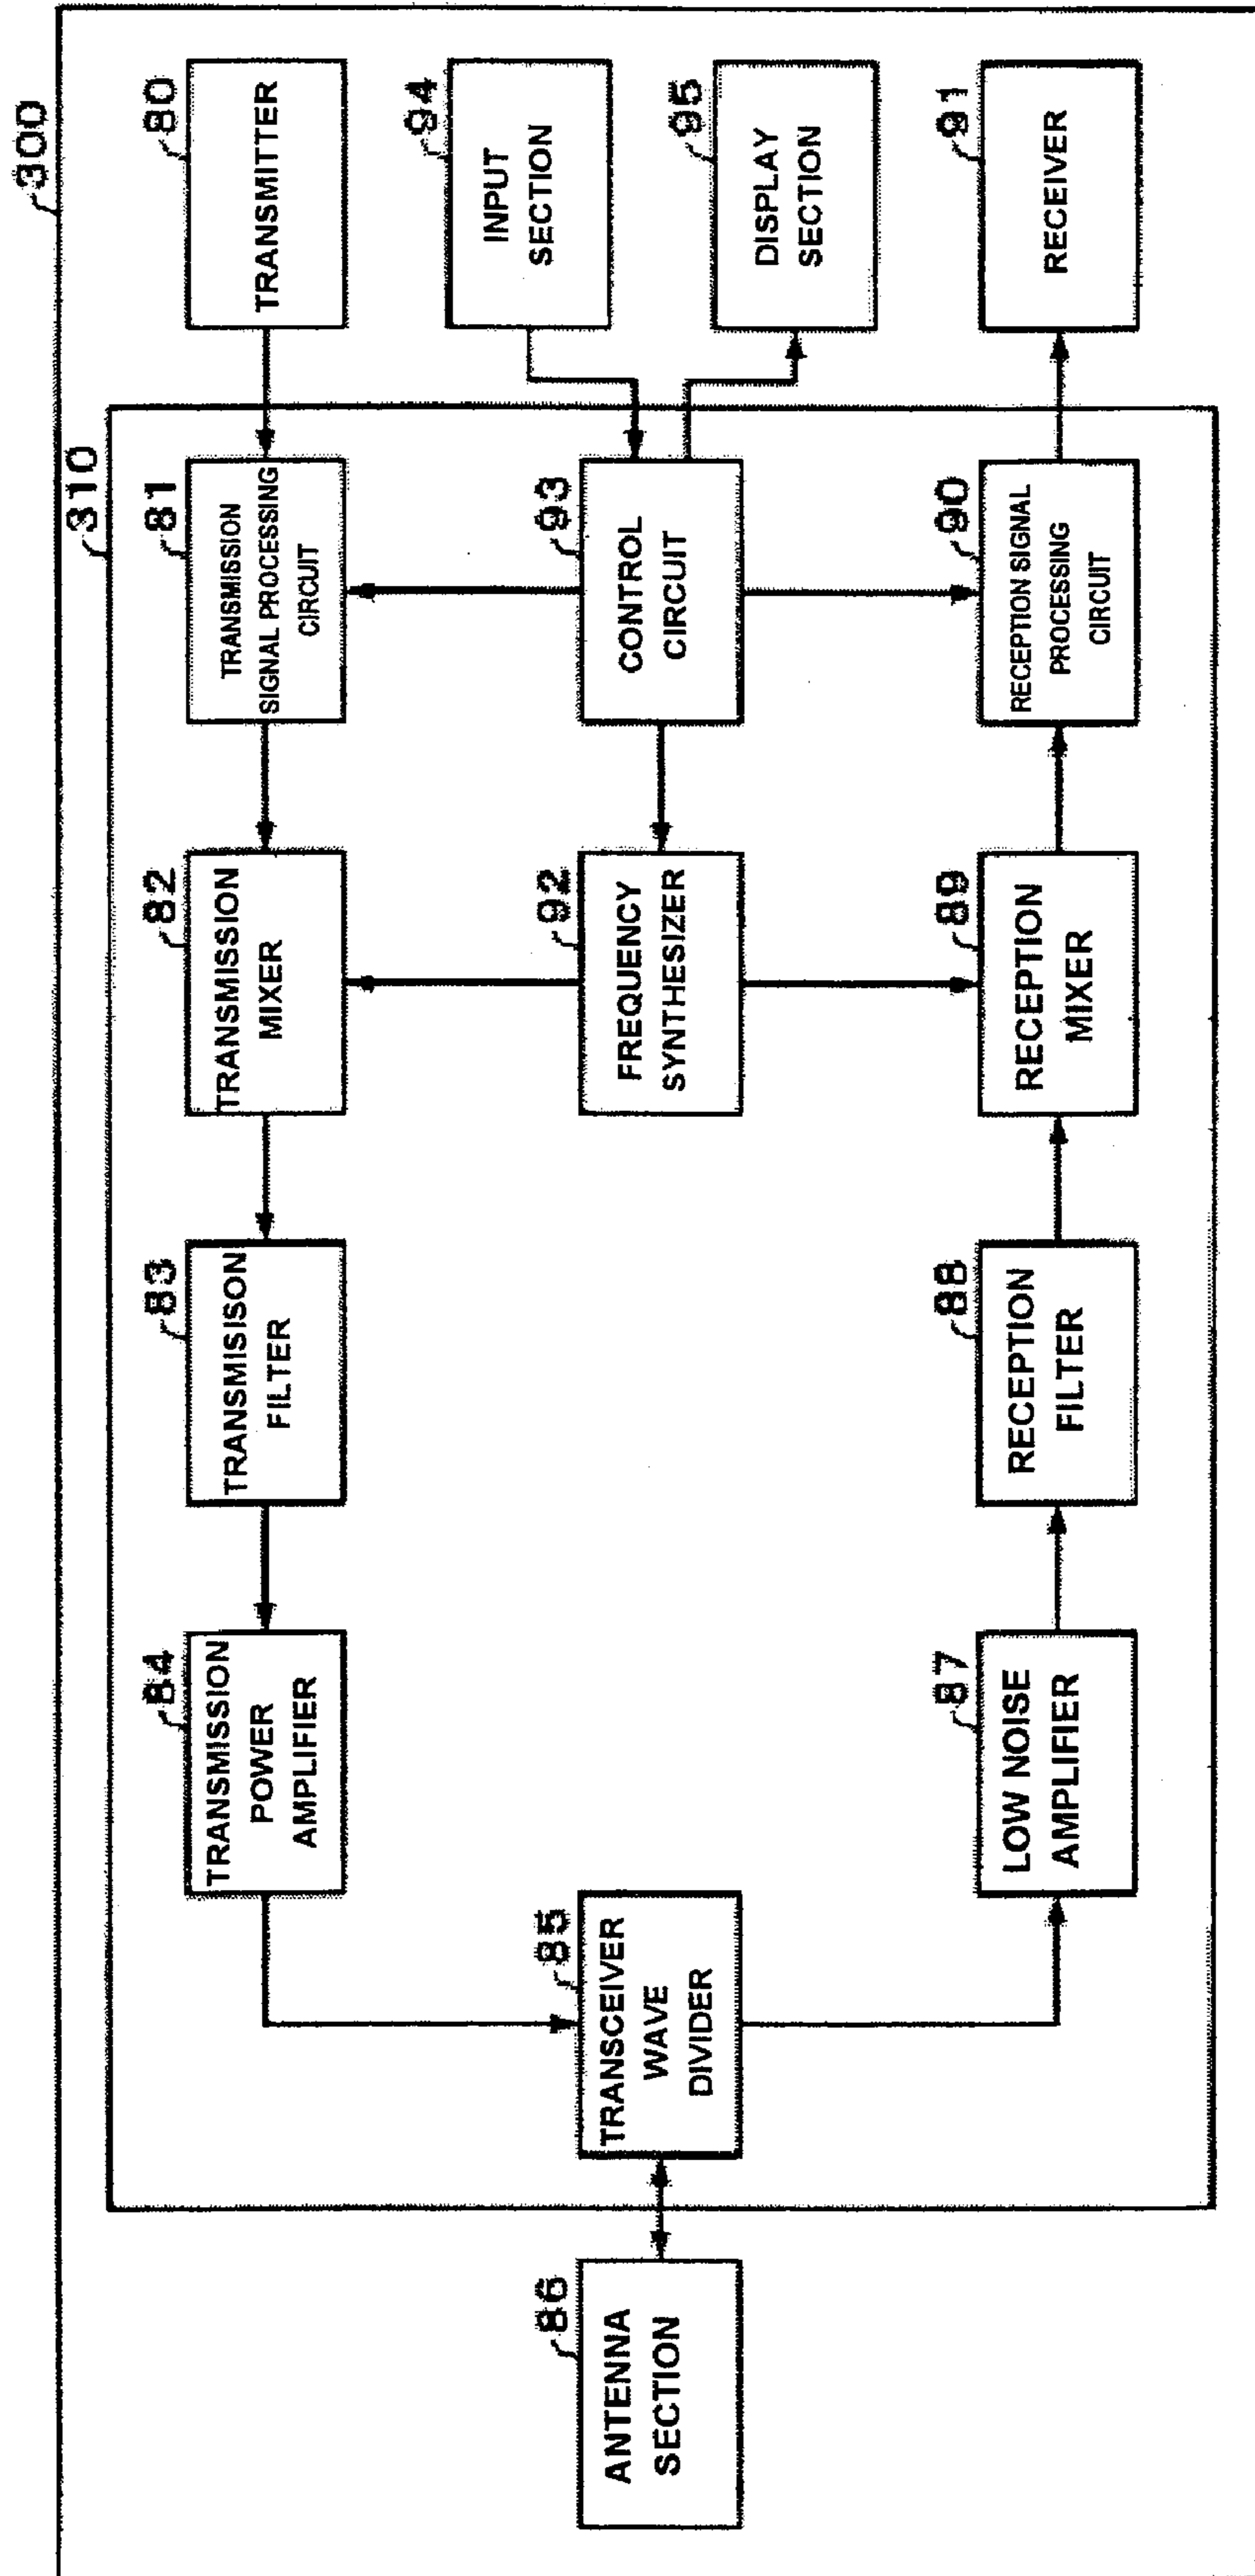 300
310
80
TRANSMITTER
94
INPUT
SECTION
95
DISPLAY
SECTION
91
RECEIVER
81
TRANSMISSION
SIGNAL PROCESSING
CIRCUIT
93
CONTROL
CIRCUIT
90
RECEPTION SIGNAL
PROCESSING
CIRCUIT
82
TRANSMISSION
MIXER
92
FREQUENCY
SYNTHESIZER
89
RECEPTION
MIXER
83
TRANSMISISON
FILTER
88
RECEPTION
FILTER
84
TRANSMISSION
POWER
AMPLIFIER
87
LOW NOISE
AMPLIFIER
85
TRANSCEIVER
WAVE
DIVIDER
86
ANTENNA
SECTION